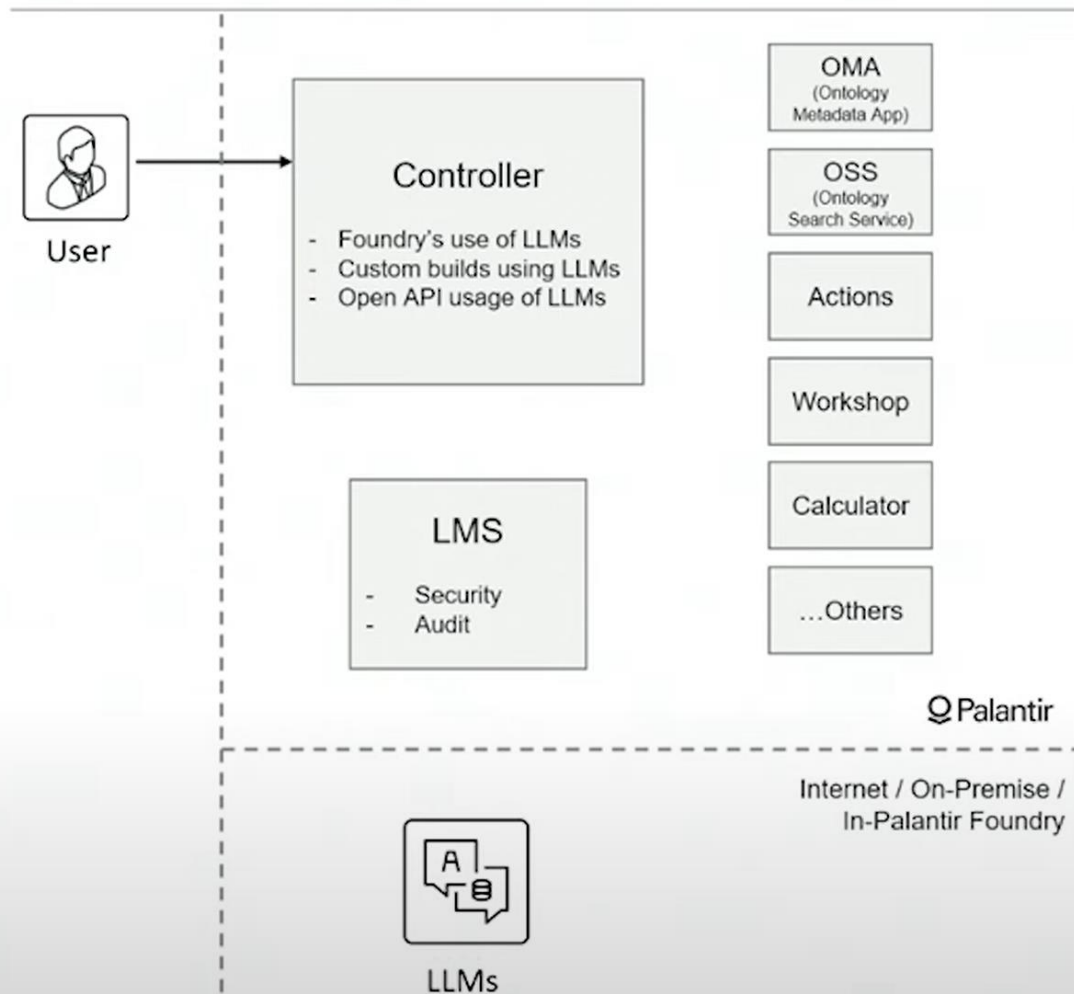 User
Controller
- Foundry's use of LLMs
- Custom builds using LLMs
- Open API usage of LLMs
LMS
- Security
- Audit
OMA
(Ontology
Metadata App)
OSS
(Ontology
Search Service)
Actions
Workshop
Calculator
...Others
Palantir
Internet / On-Premise /
In-Palantir Foundry
A
LLMs